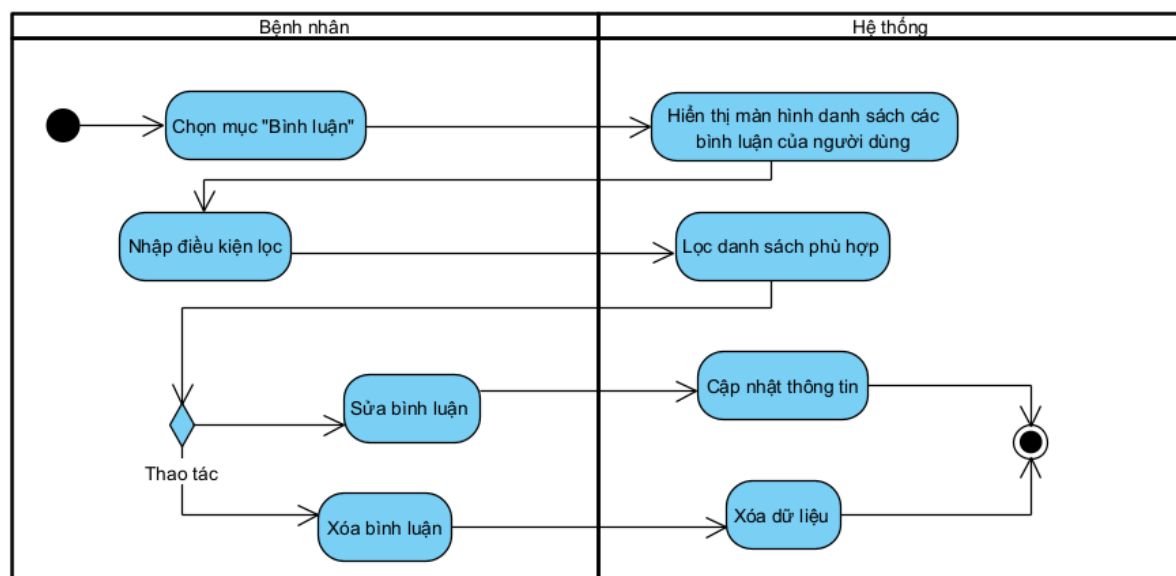 Bệnh nhân
Hệ thống
Chọn mục "Bình luận"
Hiển thị màn hình danh sách các
bình luận của người dùng
Nhập điều kiện lọc
Lọc danh sách phù hợp
Sửa bình luận
Cập nhật thông tin
Thao tác
Xóa bình luận
Xóa dữ liệu